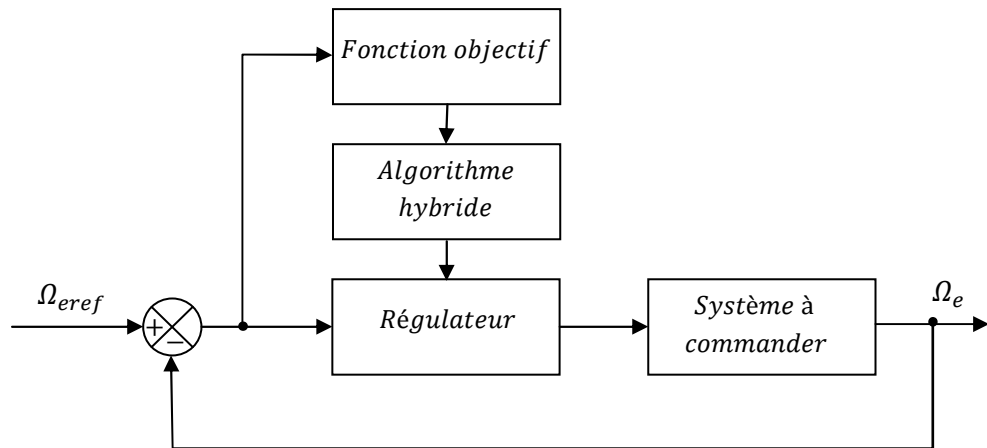 Fonction objectif
Algorithme
hybride
Ω_eref
+
−
Régulateur
Système à
commander
Ω_e